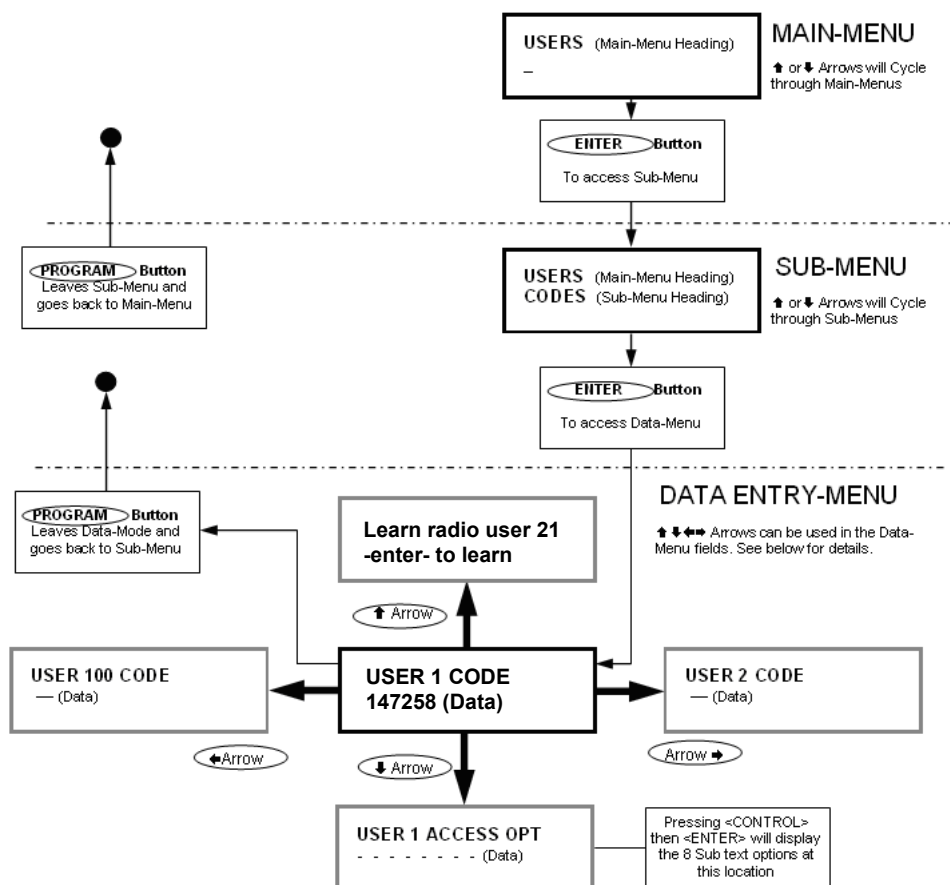 USERS (Main-Menu Heading)
_
MAIN-MENU
⬆ or ⬇ Arrows will Cycle
through Main-Menus
ENTER Button
To access Sub-Menu
PROGRAM Button
Leaves Sub-Menu and
goes back to Main-Menu
USERS (Main-Menu Heading)
CODES (Sub-Menu Heading)
SUB-MENU
⬆ or ⬇ Arrows will Cycle
through Sub-Menus
ENTER Button
To access Data-Menu
PROGRAM Button
Leaves Data-Mode and
goes back to Sub-Menu
DATA ENTRY-MENU
⬆⬇⬅➡ Arrows can be used in the Data-
Menu fields. See below for details.
Learn radio user 21
-enter- to learn
⬆ Arrow
USER 100 CODE
— (Data)
USER 1 CODE
147258 (Data)
USER 2 CODE
— (Data)
⬅Arrow
⬇ Arrow
Arrow ➡
USER 1 ACCESS OPT
- - - - - - - - (Data)
Pressing <CONTROL>
then <ENTER> will display
the 8 Sub text options at
this location